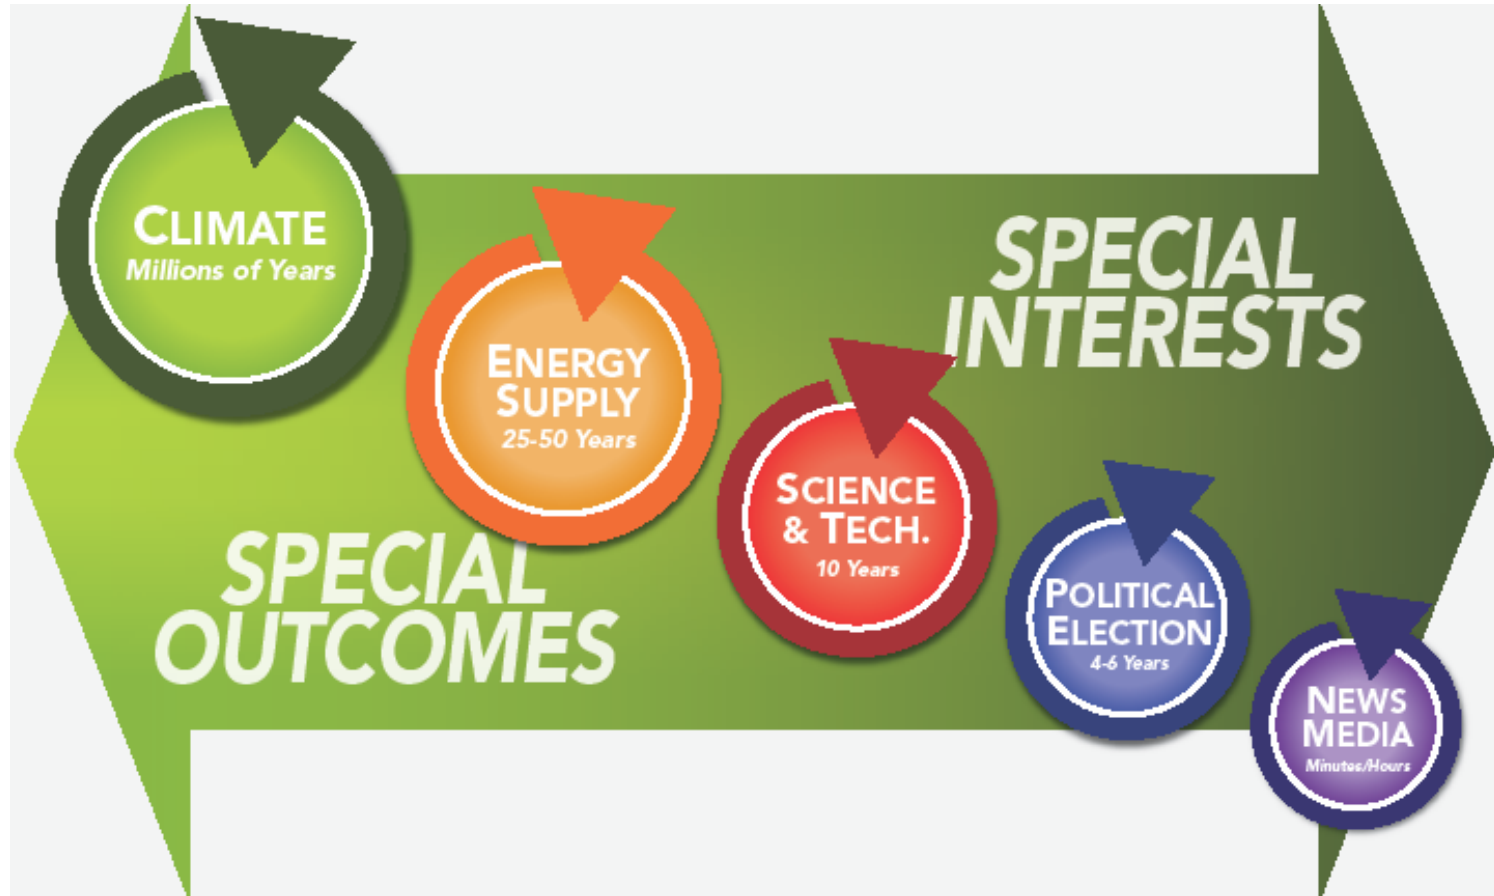 CLIMATE
Millions of Years
ENERGY
SUPPLY
25-50 Years
SPECIAL
INTERESTS
SCIENCE
& TECH.
10 Years
SPECIAL
OUTCOMES
POLITICAL
ELECTION
4-6 Years
NEWS
MEDIA
Minutes/Hours